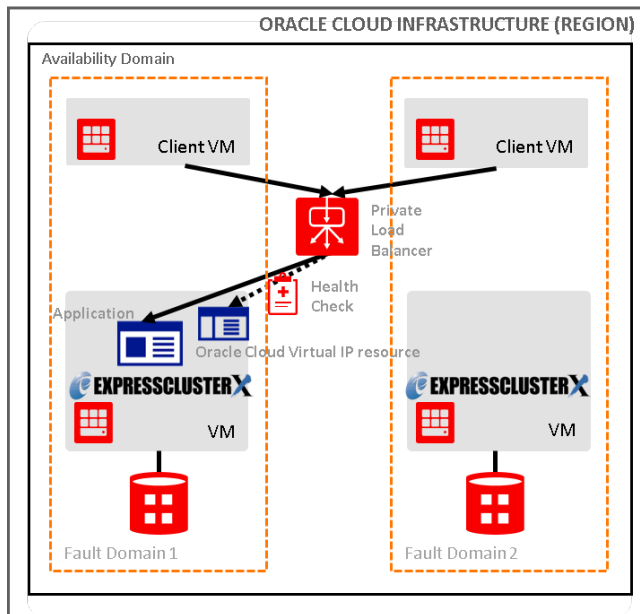 ORACLE CLOUD INFRASTRUCTURE (REGION)
Availability Domain
Client VM
Client VM
Private
Load
Balancer
Health
Check
Application
Oracle Cloud Virtual IP resource
EXPRESSCLUSTER X
EXPRESSCLUSTER X
VM
VM
Fault Domain 1
Fault Domain 2